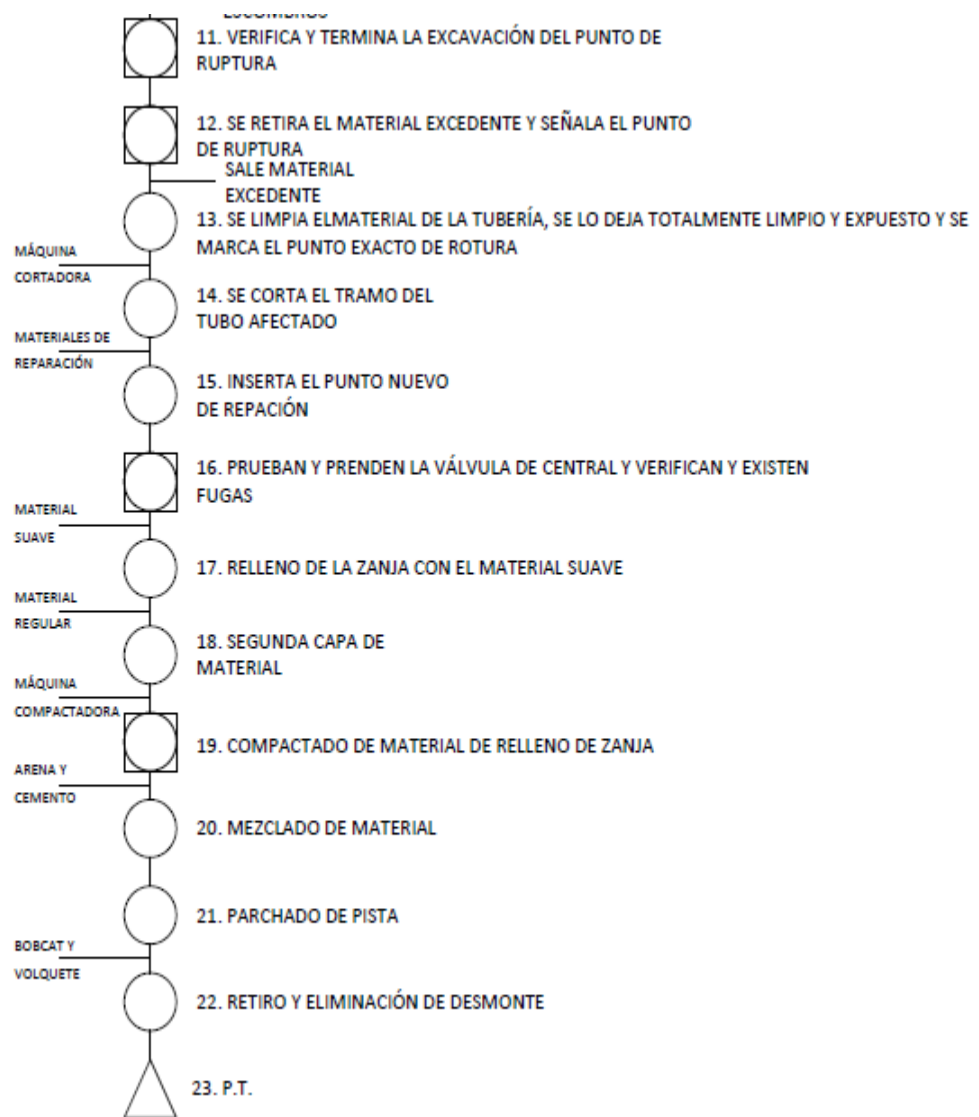 ESCOMBROS
11. VERIFICA Y TERMINA LA EXCAVACIÓN DEL PUNTO DE
RUPTURA
12. SE RETIRA EL MATERIAL EXCEDENTE Y SEÑALA EL PUNTO
DE RUPTURA
SALE MATERIAL
EXCEDENTE
13. SE LIMPIA ELMATERIAL DE LA TUBERÍA, SE LO DEJA TOTALMENTE LIMPIO Y EXPUESTO Y SE
MARCA EL PUNTO EXACTO DE ROTURA
MÁQUINA
CORTADORA
14. SE CORTA EL TRAMO DEL
TUBO AFECTADO
MATERIALES DE
REPARACIÓN
15. INSERTA EL PUNTO NUEVO
DE REPACIÓN
16. PRUEBAN Y PRENDEN LA VÁLVULA DE CENTRAL Y VERIFICAN Y EXISTEN
FUGAS
MATERIAL
SUAVE
17. RELLENO DE LA ZANJA CON EL MATERIAL SUAVE
MATERIAL
REGULAR
18. SEGUNDA CAPA DE
MATERIAL
MÁQUINA
COMPACTADORA
19. COMPACTADO DE MATERIAL DE RELLENO DE ZANJA
ARENA Y
CEMENTO
20. MEZCLADO DE MATERIAL
21. PARCHADO DE PISTA
BOBCAT Y
VOLQUETE
22. RETIRO Y ELIMINACIÓN DE DESMONTE
23. P.T.